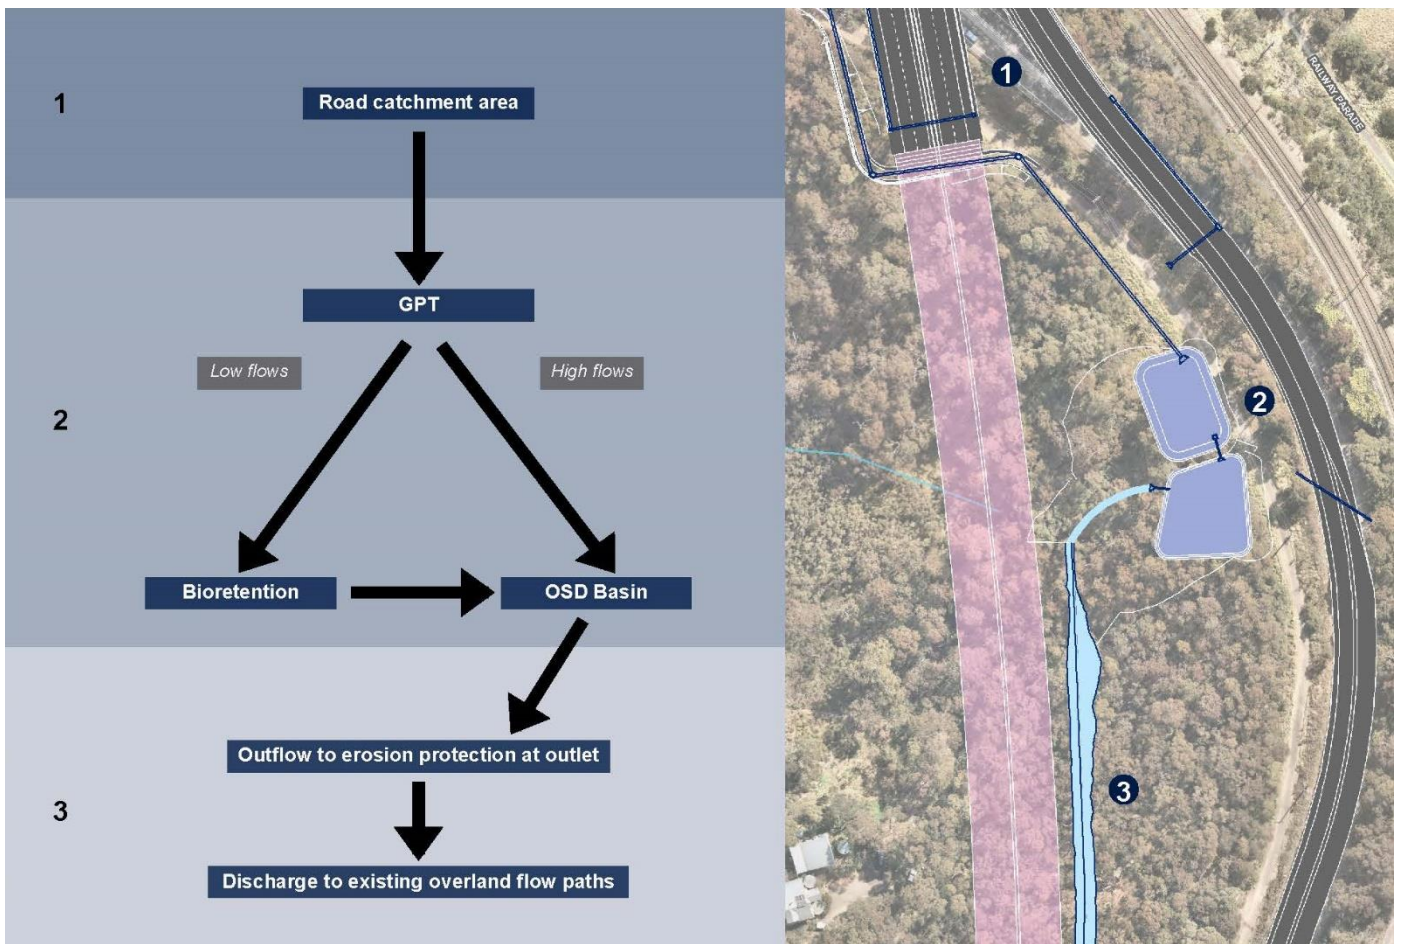 1
Road catchment area
GPT
Low flows
High flows
2
Bioretention
OSD Basin
Outflow to erosion protection at outlet
3
Discharge to existing overland flow paths
1
RAILWAY PARADE
2
3